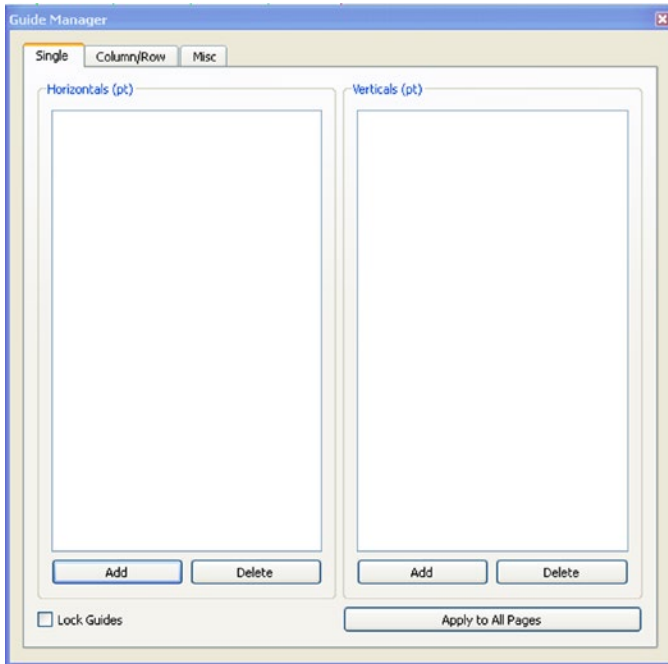 Guide Manager
Single Column/Row Misc
Horizontals (pt) Verticals (pt)
Add Delete Add Delete
Lock Guides Apply to All Pages